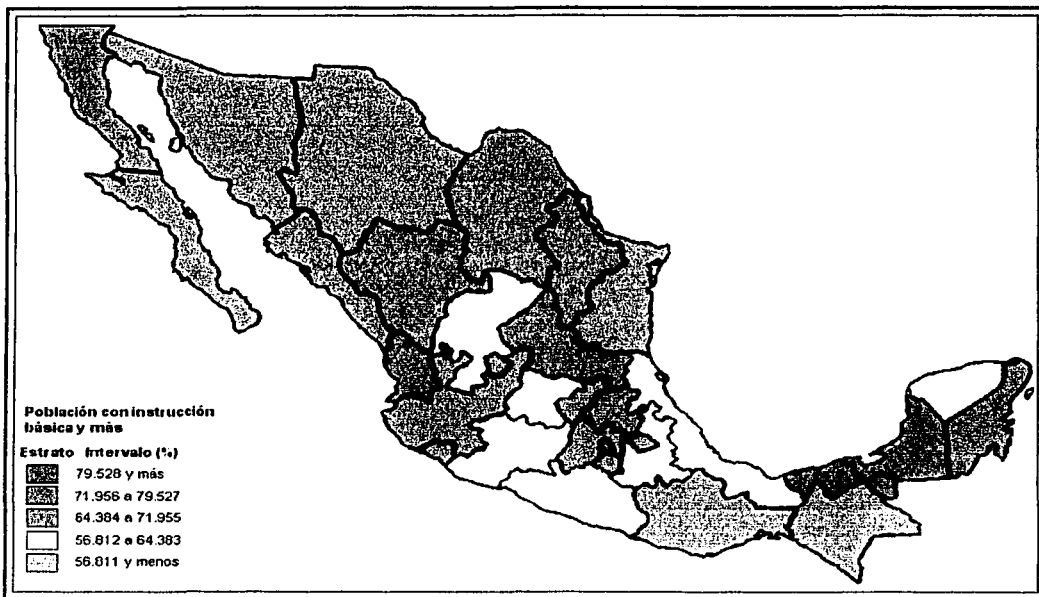 Población con instrucción
básica y más
Estrato Intervalo (%)
79.528 y más
71.956 a 79.527
64.384 a 71.955
56.812 a 64.383
56.811 y menos